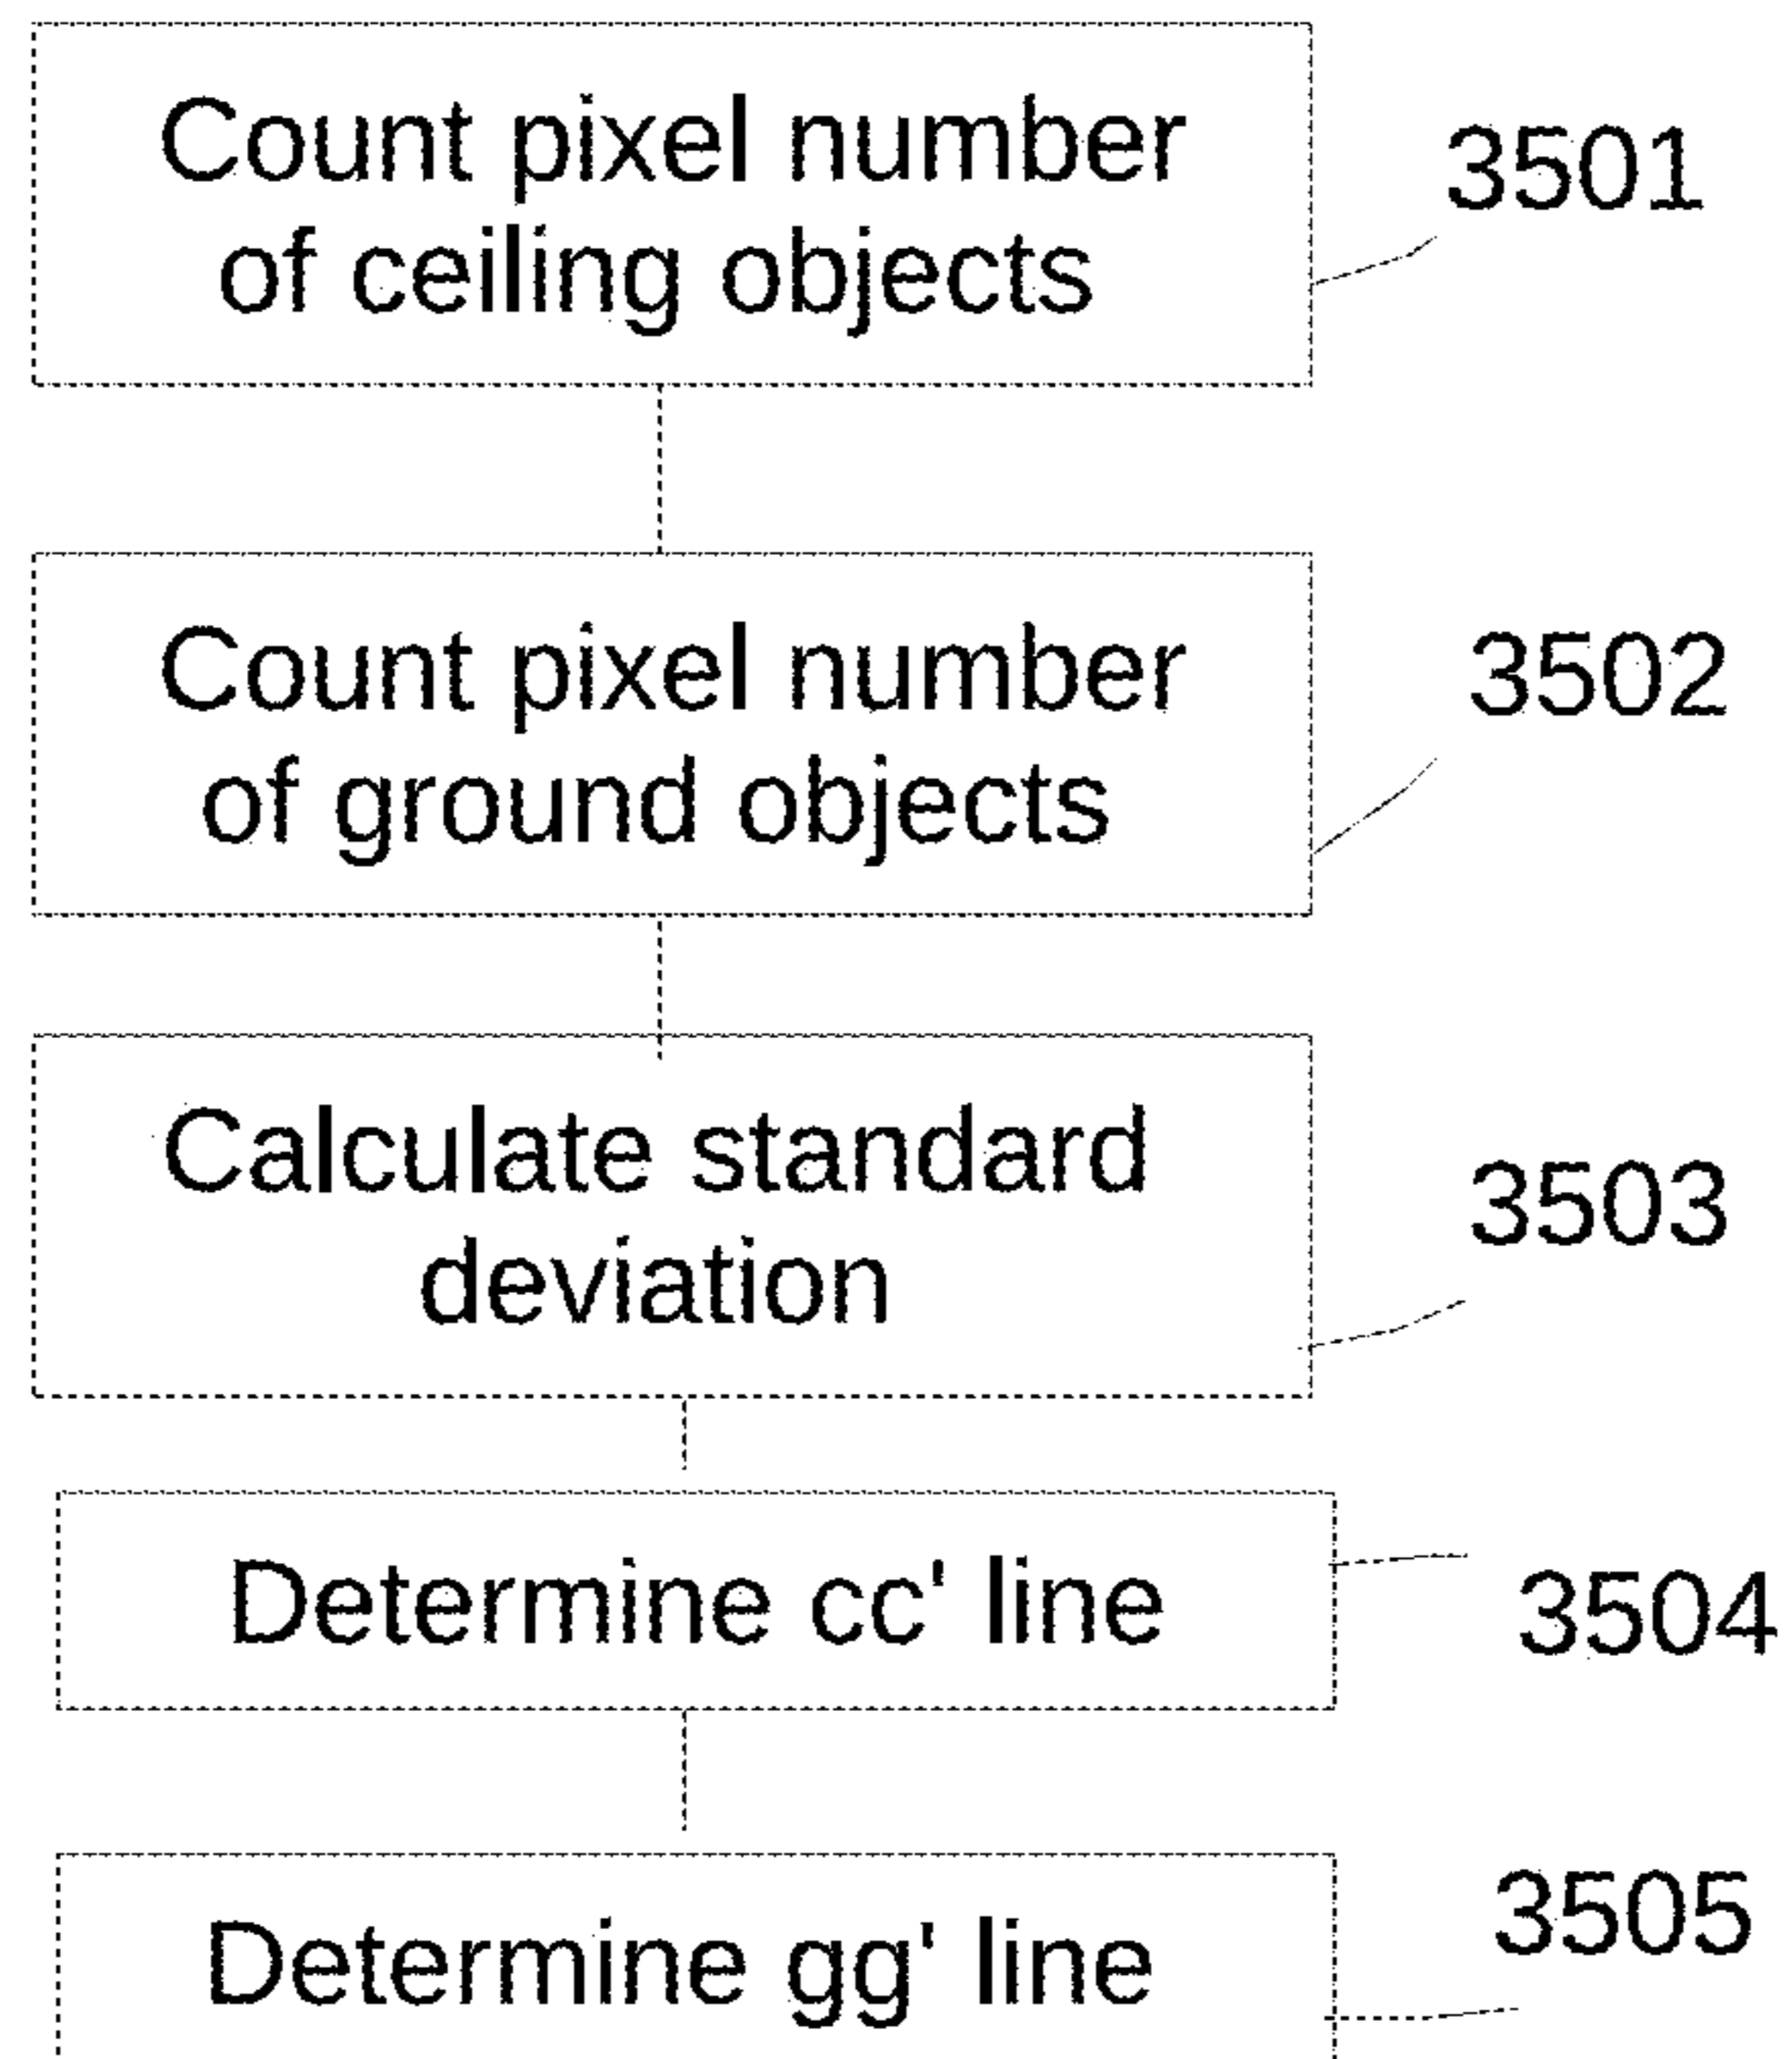 Count pixel number
of ceiling objects
3501
Count pixel number
of ground objects
3502
Calculate standard
deviation
3503
Determine cc' line
3504
Determine gg' line
3505